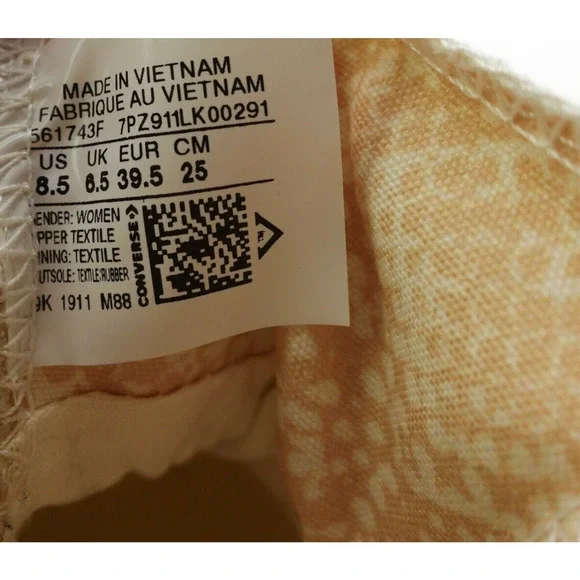 MADE IN VIETNAM
FABRIQUE AU VIETNAM
561743F 7PZ911LK00291
US UK EUR CM
8.5 6.5 39.5 25
ENDER: WOMEN
PPER TEXTILE
INING: TEXTILE
UTSOLE: TEXTILE/RUBBER
9K 1911 M88
CONVERSE